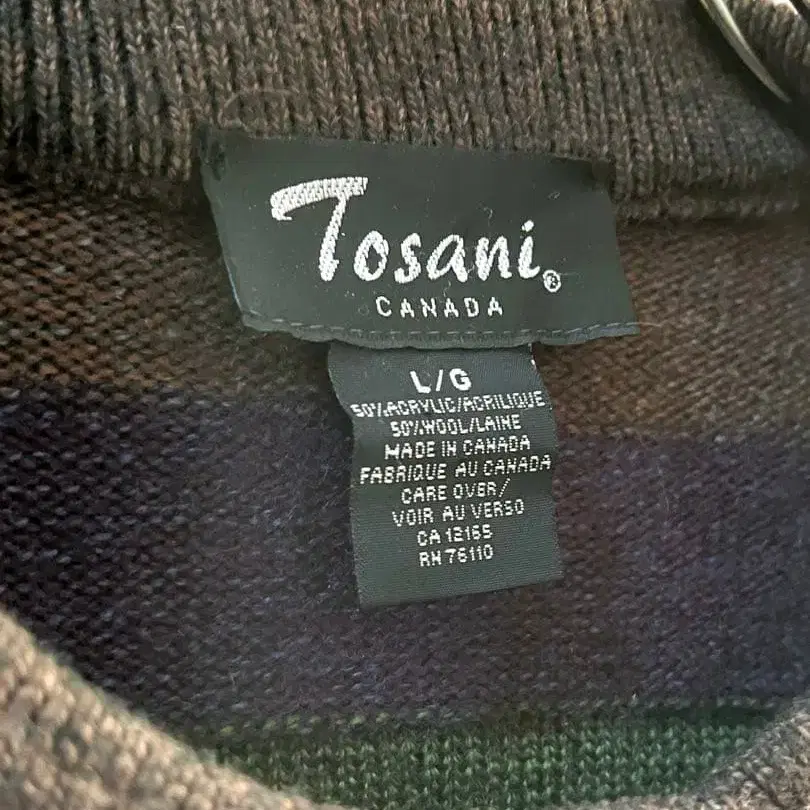 Tosani®
CANADA
L/G
50%ACRYLIC/ACRILIQUE
50%WOOL/LAINE
MADE IN CANADA
FABRIQUE AU CANADA
CARE OVER/
VOIR AU VERSO
CA 12165
RN 76110